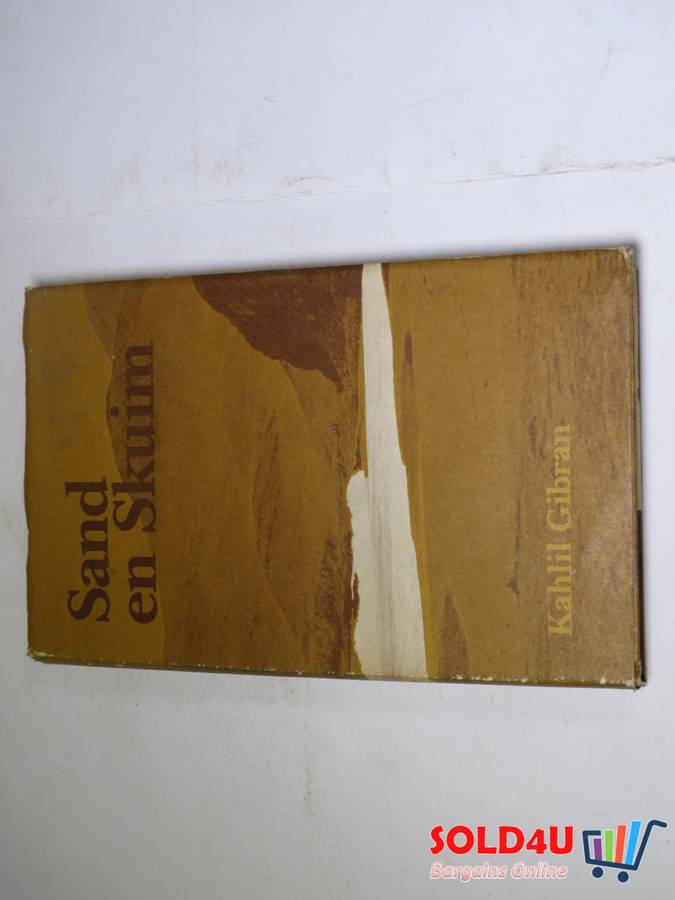 Sand
en Skuim
Kahlil Gibran
SOLD4U
Bargains Online